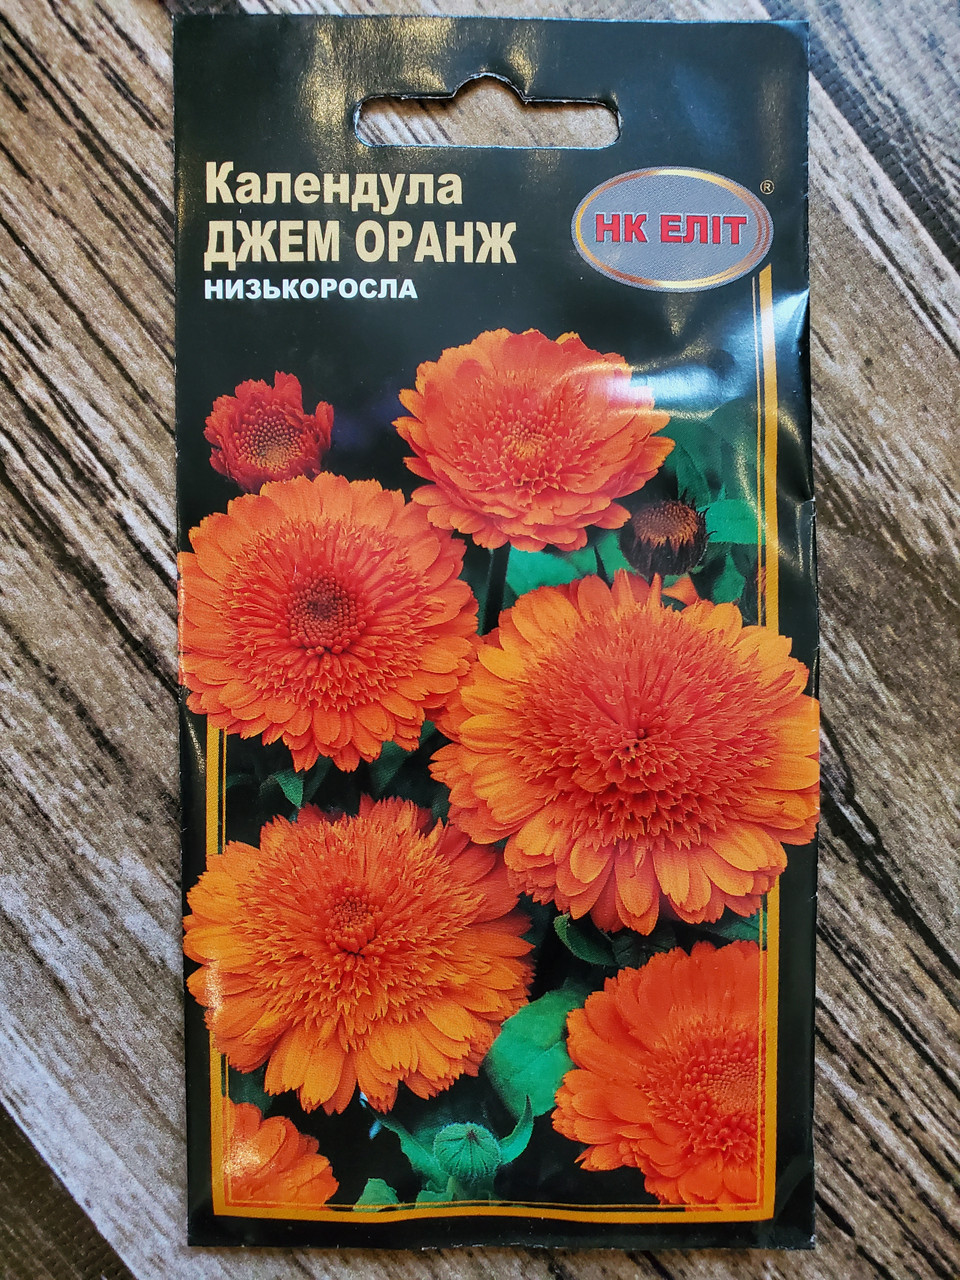 Календула
ДЖЕМ ОРАНЖ
НИЗЬКОРОСЛА
НК ЕЛІТ
®